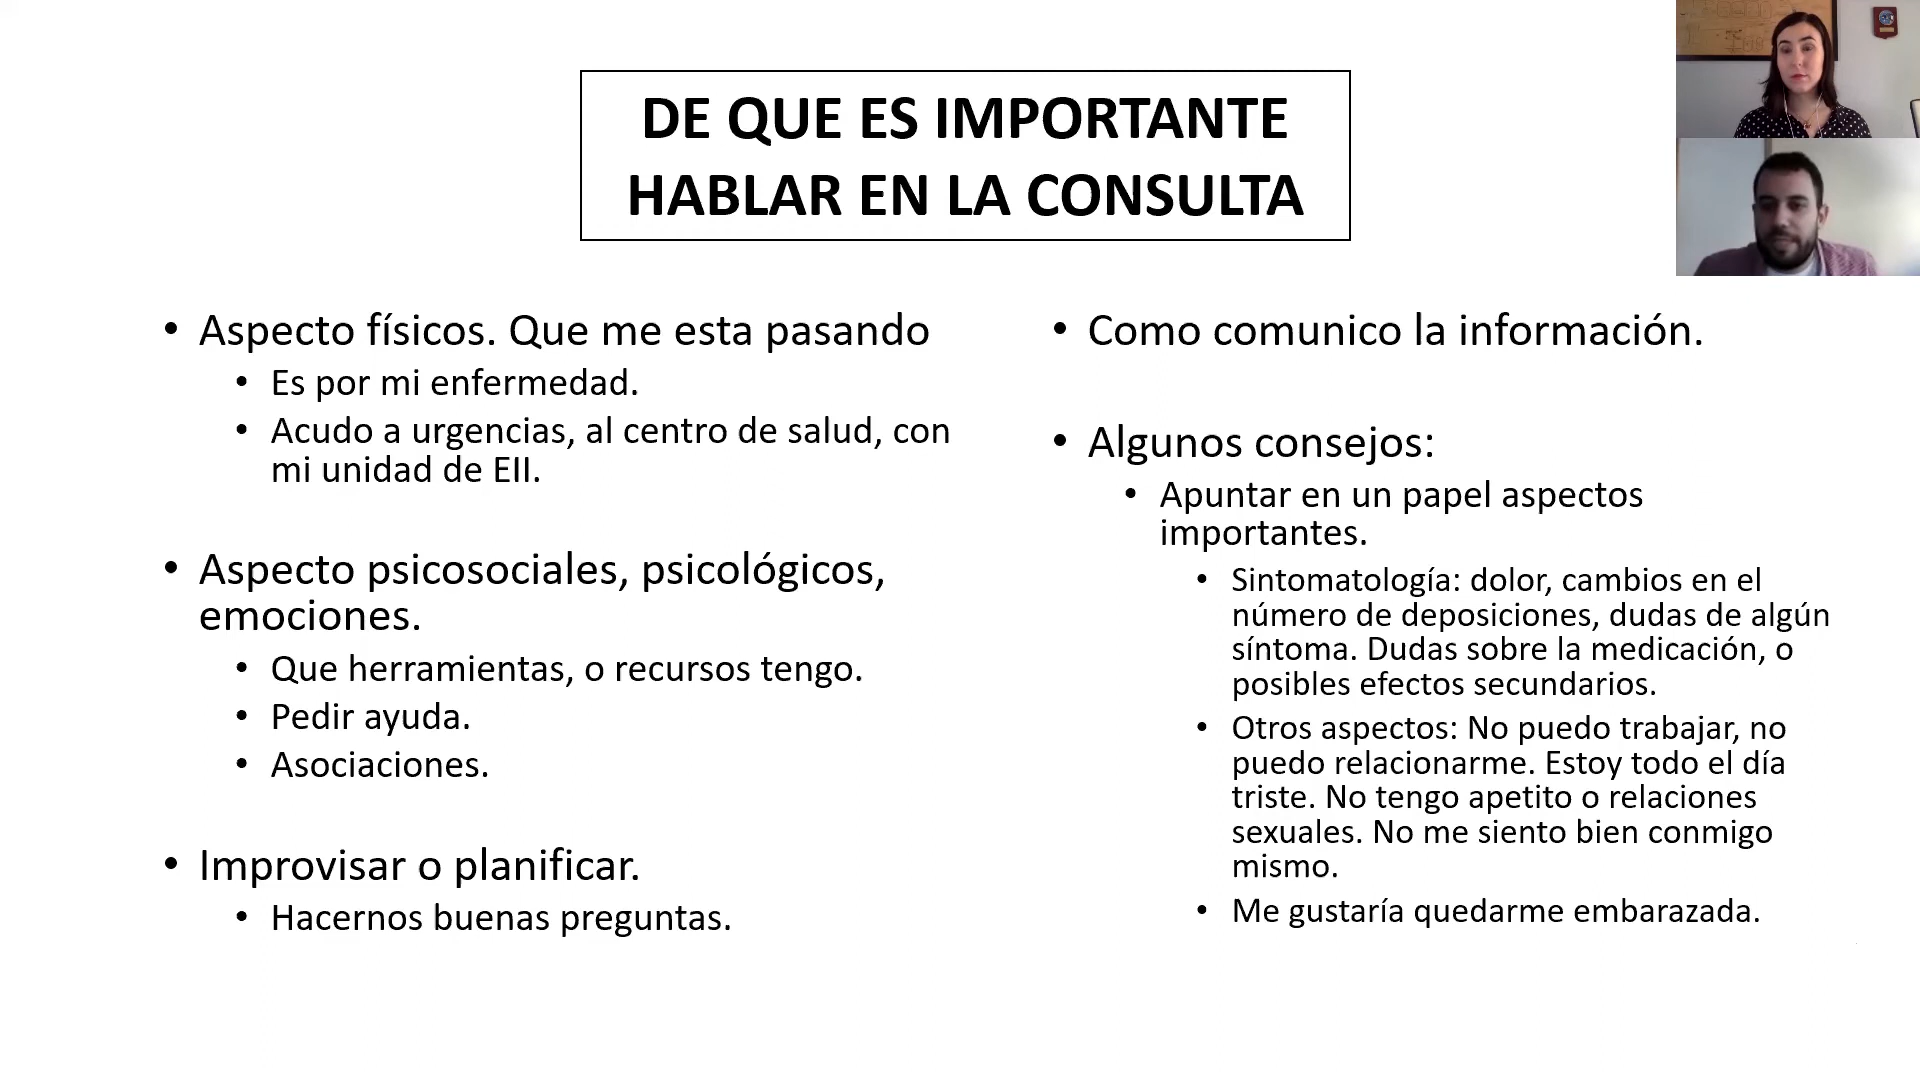 DE QUE ES IMPORTANTE
HABLAR EN LA CONSULTA
• Aspecto físicos. Que me esta pasando
• Es por mi enfermedad.
• Acudo a urgencias, al centro de salud, con
mi unidad de EII.
• Aspecto psicosociales, psicológicos,
emociones.
• Que herramientas, o recursos tengo.
• Pedir ayuda.
• Asociaciones.
• Improvisar o planificar.
• Hacernos buenas preguntas.
• Como comunico la información.
• Algunos consejos:
• Apuntar en un papel aspectos
importantes.
• Sintomatología: dolor, cambios en el
número de deposiciones, dudas de algún
síntoma. Dudas sobre la medicación, o
posibles efectos secundarios.
• Otros aspectos: No puedo trabajar, no
puedo relacionarme. Estoy todo el día
triste. No tengo apetito o relaciones
sexuales. No me siento bien conmigo
mismo.
• Me gustaría quedarme embarazada.